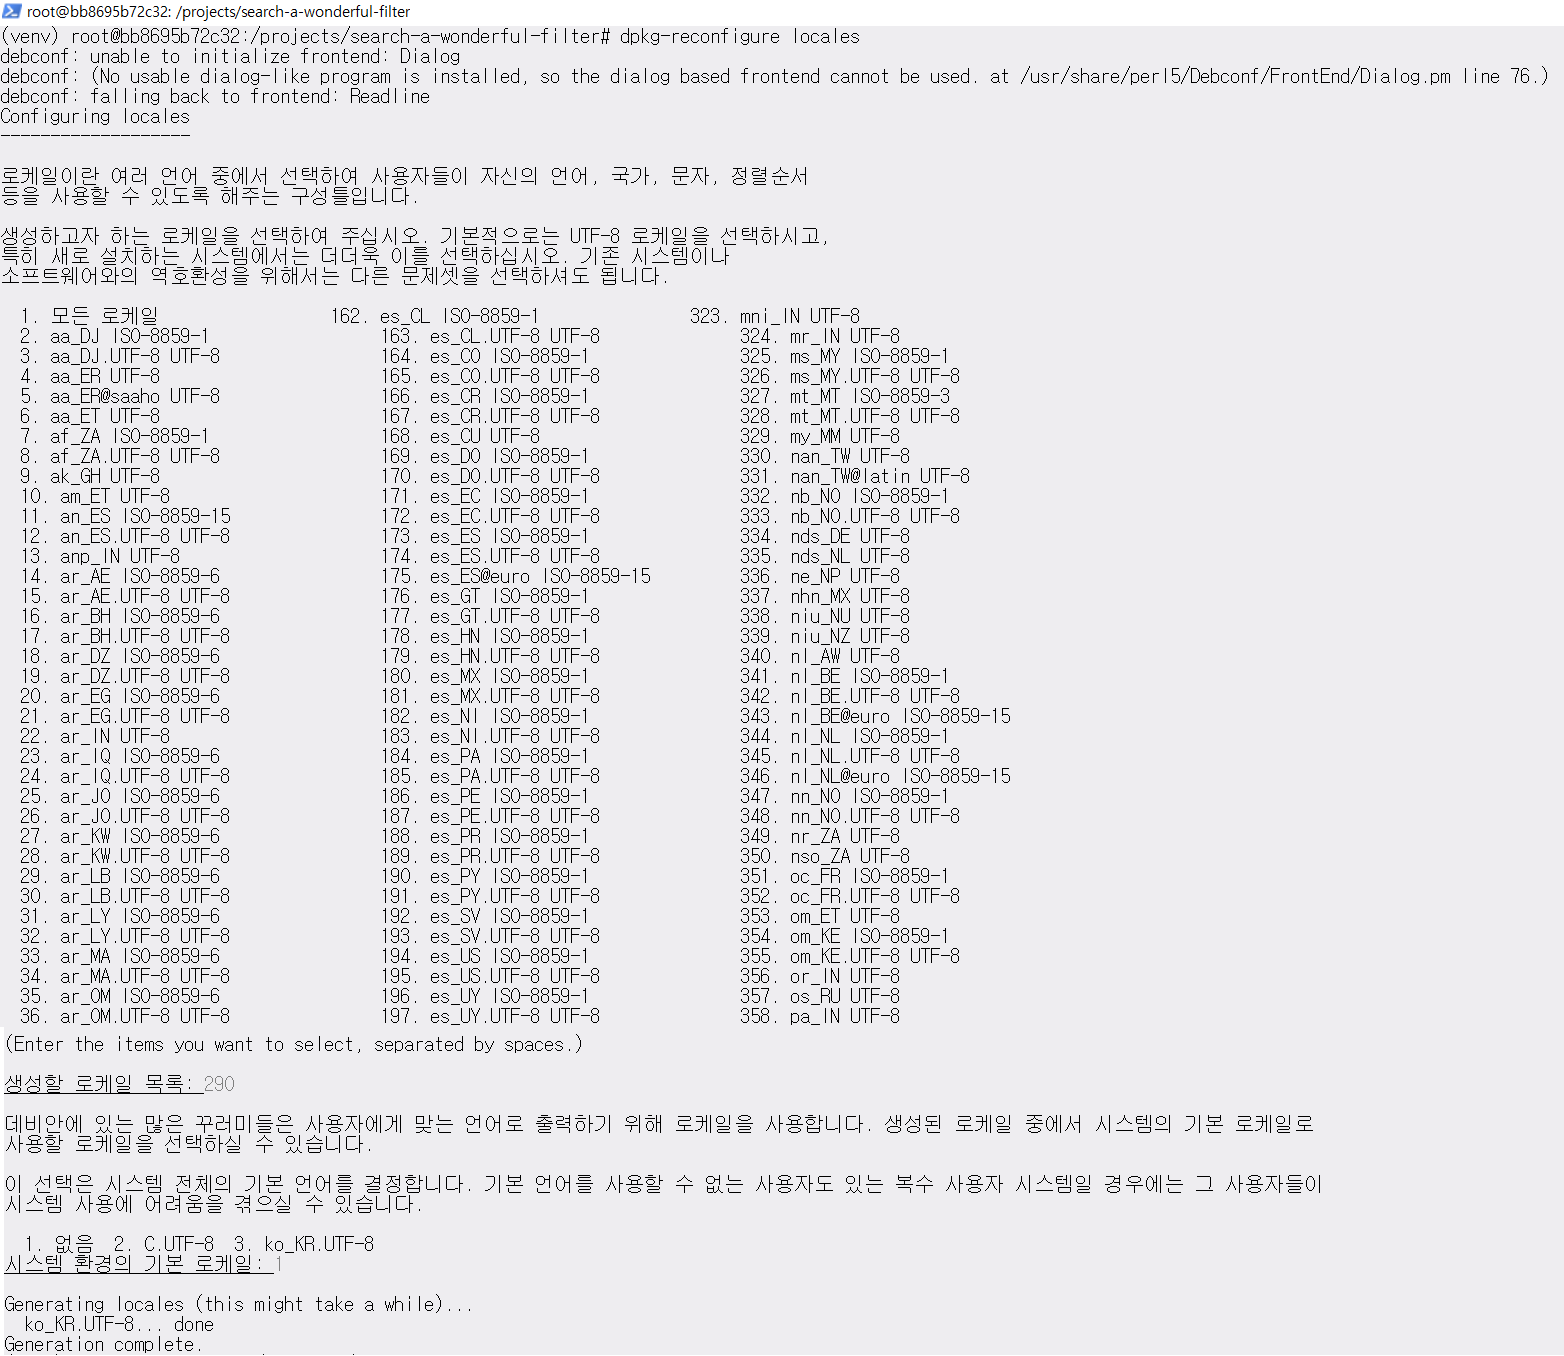 root@bb8695b72c32: /projects/search-a-wonderful-filter
(venv) root@bb8695b72c32:/projects/search-a-wonderful-filter# dpkg-reconfigure locales
debconf: unable to initialize frontend: Dialog
debconf: (No usable dialog-like program is installed, so the dialog based frontend cannot be used. at /usr/share/perl5/Debconf/FrontEnd/Dialog.pm line 76.)
debconf: falling back to frontend: Readline
Configuring locales
-------------------
로케일이란 여러 언어 중에서 선택하여 사용자들이 자신의 언어, 국가, 문자, 정렬순서
등을 사용할 수 있도록 해주는 구성틀입니다.
생성하고자 하는 로케일을 선택하여 주십시오. 기본적으로는 UTF-8 로케일을 선택하시고,
특히 새로 설치하는 시스템에서는 더더욱 이를 선택하십시오. 기존 시스템이나
소프트웨어와의 역호환성을 위해서는 다른 문제셋을 선택하셔도 됩니다.
1. 모든 로케일 162. es_CL ISO-8859-1 323. mni_IN UTF-8
2. aa_DJ ISO-8859-1 163. es_CL.UTF-8 UTF-8 324. mr_IN UTF-8
3. aa_DJ.UTF-8 UTF-8 164. es_CO ISO-8859-1 325. ms_MY ISO-8859-1
4. aa_ER UTF-8 165. es_CO.UTF-8 UTF-8 326. ms_MY.UTF-8 UTF-8
5. aa_ER@saaho UTF-8 166. es_CR ISO-8859-1 327. mt_MT ISO-8859-3
6. aa_ET UTF-8 167. es_CR.UTF-8 UTF-8 328. mt_MT.UTF-8 UTF-8
7. af_ZA ISO-8859-1 168. es_CU UTF-8 329. my_MM UTF-8
8. af_ZA.UTF-8 UTF-8 169. es_DO ISO-8859-1 330. nan_TW UTF-8
9. ak_GH UTF-8 170. es_DO.UTF-8 UTF-8 331. nan_TW@latin UTF-8
10. am_ET UTF-8 171. es_EC ISO-8859-1 332. nb_NO ISO-8859-1
11. an_ES ISO-8859-15 172. es_EC.UTF-8 UTF-8 333. nb_NO.UTF-8 UTF-8
12. an_ES.UTF-8 UTF-8 173. es_ES ISO-8859-1 334. nds_DE UTF-8
13. anp_IN UTF-8 174. es_ES.UTF-8 UTF-8 335. nds_NL UTF-8
14. ar_AE ISO-8859-6 175. es_ES@euro ISO-8859-15 336. ne_NP UTF-8
15. ar_AE.UTF-8 UTF-8 176. es_GT ISO-8859-1 337. nhn_MX UTF-8
16. ar_BH ISO-8859-6 177. es_GT.UTF-8 UTF-8 338. niu_NU UTF-8
17. ar_BH.UTF-8 UTF-8 178. es_HN ISO-8859-1 339. niu_NZ UTF-8
18. ar_DZ ISO-8859-6 179. es_HN.UTF-8 UTF-8 340. nl_AW UTF-8
19. ar_DZ.UTF-8 UTF-8 180. es_MX ISO-8859-1 341. nl_BE ISO-8859-1
20. ar_EG ISO-8859-6 181. es_MX.UTF-8 UTF-8 342. nl_BE.UTF-8 UTF-8
21. ar_EG.UTF-8 UTF-8 182. es_NI ISO-8859-1 343. nl_BE@euro ISO-8859-15
22. ar_IN UTF-8 183. es_NI.UTF-8 UTF-8 344. nl_NL ISO-8859-1
23. ar_IQ ISO-8859-6 184. es_PA ISO-8859-1 345. nl_NL.UTF-8 UTF-8
24. ar_IQ.UTF-8 UTF-8 185. es_PA.UTF-8 UTF-8 346. nl_NL@euro ISO-8859-15
25. ar_JO ISO-8859-6 186. es_PE ISO-8859-1 347. nn_NO ISO-8859-1
26. ar_JO.UTF-8 UTF-8 187. es_PE.UTF-8 UTF-8 348. nn_NO.UTF-8 UTF-8
27. ar_KW ISO-8859-6 188. es_PR ISO-8859-1 349. nr_ZA UTF-8
28. ar_KW.UTF-8 UTF-8 189. es_PR.UTF-8 UTF-8 350. nso_ZA UTF-8
29. ar_LB ISO-8859-6 190. es_PY ISO-8859-1 351. oc_FR ISO-8859-1
30. ar_LB.UTF-8 UTF-8 191. es_PY.UTF-8 UTF-8 352. oc_FR.UTF-8 UTF-8
31. ar_LY ISO-8859-6 192. es_SV ISO-8859-1 353. om_ET UTF-8
32. ar_LY.UTF-8 UTF-8 193. es_SV.UTF-8 UTF-8 354. om_KE ISO-8859-1
33. ar_MA ISO-8859-6 194. es_US ISO-8859-1 355. om_KE.UTF-8 UTF-8
34. ar_MA.UTF-8 UTF-8 195. es_US.UTF-8 UTF-8 356. or_IN UTF-8
35. ar_OM ISO-8859-6 196. es_UY ISO-8859-1 357. os_RU UTF-8
36. ar_OM.UTF-8 UTF-8 197. es_UY.UTF-8 UTF-8 358. pa_IN UTF-8
(Enter the items you want to select, separated by spaces.)
생성할 로케일 목록: 290
데비안에 있는 많은 꾸러미들은 사용자에게 맞는 언어로 출력하기 위해 로케일을 사용합니다. 생성된 로케일 중에서 시스템의 기본 로케일로
사용할 로케일을 선택하실 수 있습니다.
이 선택은 시스템 전체의 기본 언어를 결정합니다. 기본 언어를 사용할 수 없는 사용자도 있는 복수 사용자 시스템일 경우에는 그 사용자들이
시스템 사용에 어려움을 겪으실 수 있습니다.
1. 없음 2. C.UTF-8 3. ko_KR.UTF-8
시스템 환경의 기본 로케일: 1
Generating locales (this might take a while)...
ko_KR.UTF-8... done
Generation complete.